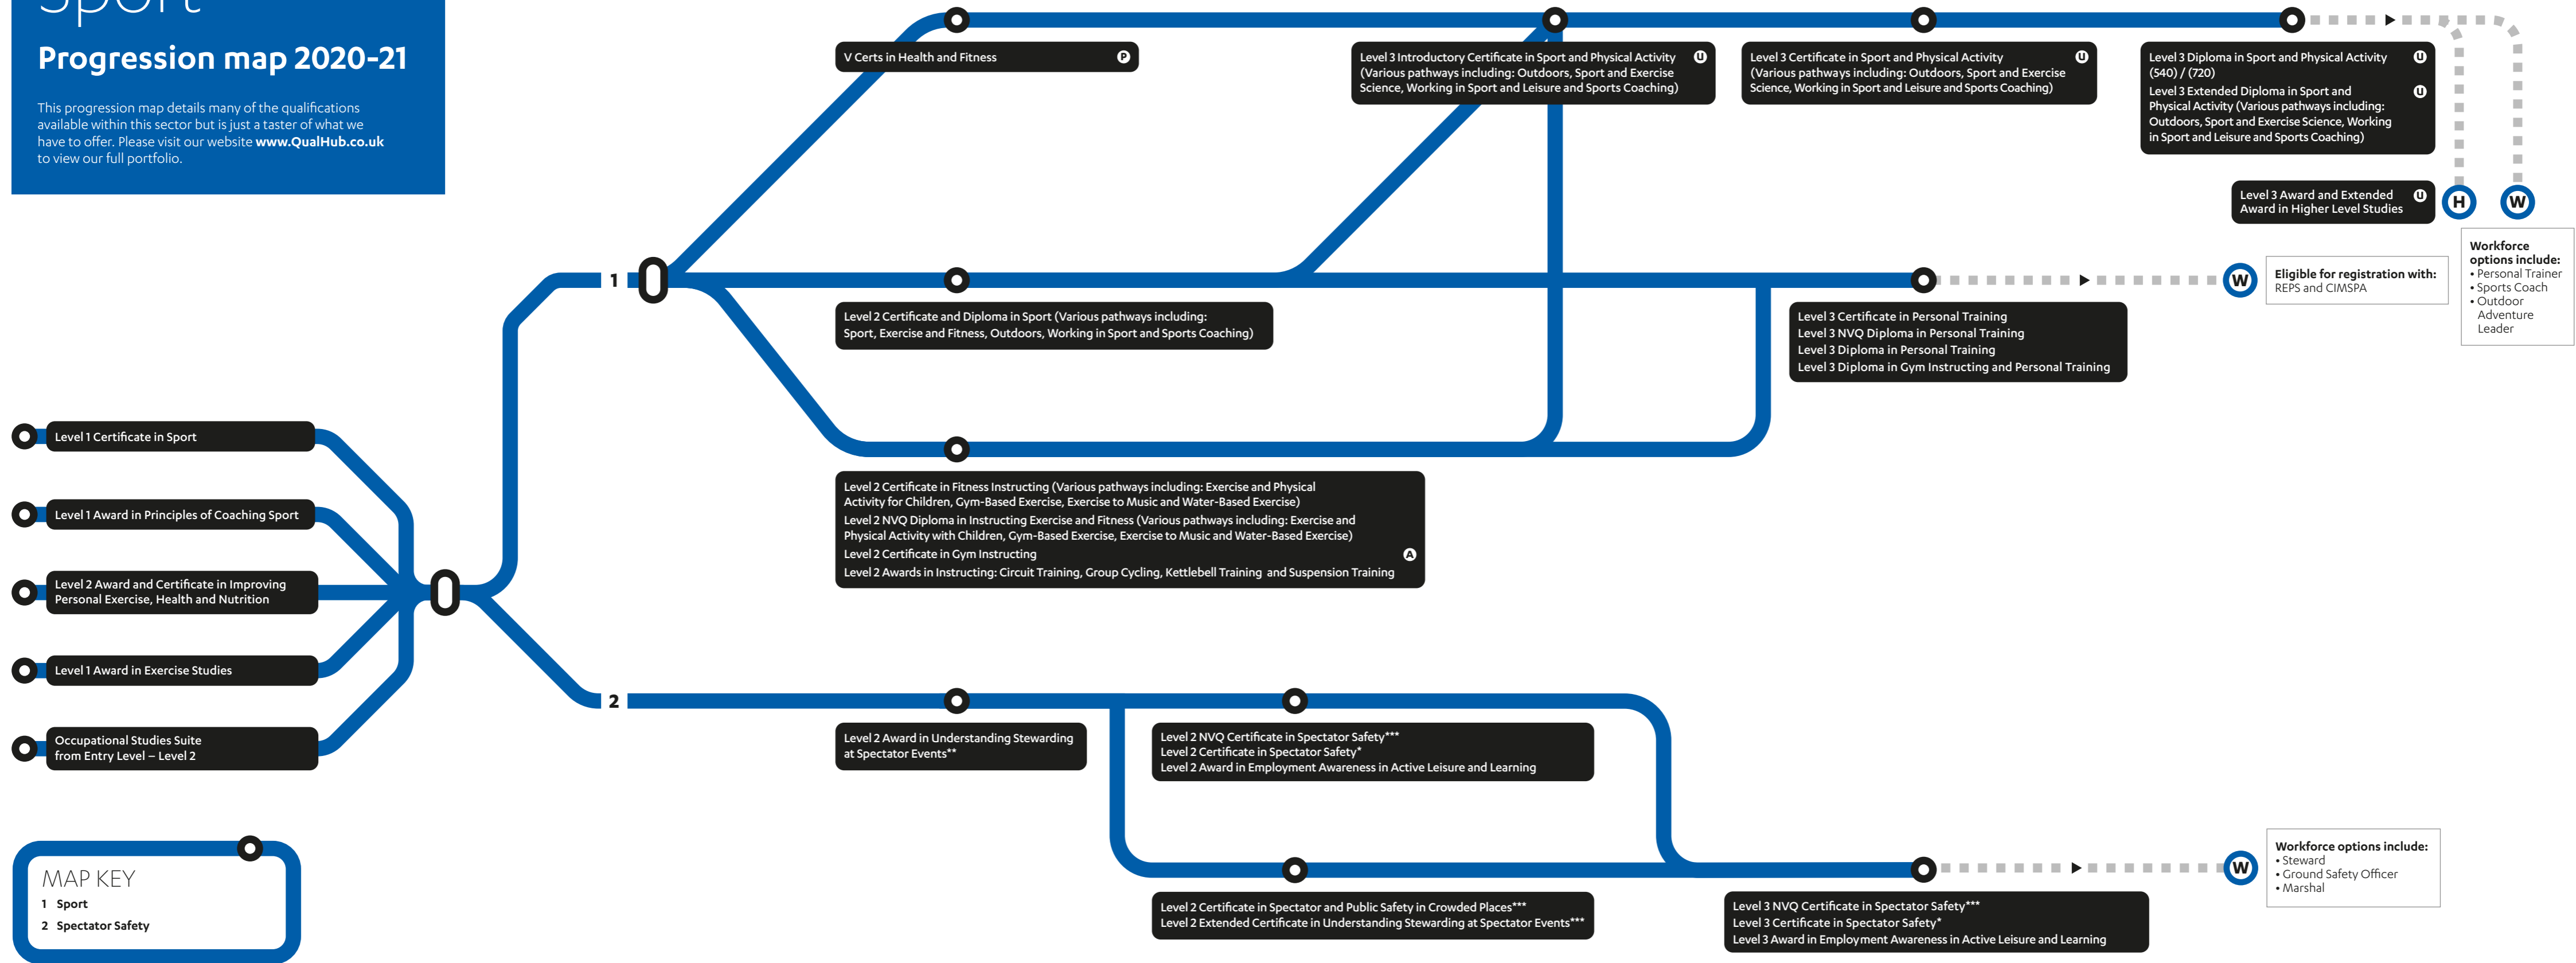 Sport
Progression map 2020-21
This progression map details many of the qualifications
available within this sector but is just a taster of what we
have to offer. Please visit our website www.QualHub.co.uk
to view our full portfolio.
V Certs in Health and Fitness P
Level 3 Introductory Certificate in Sport and Physical Activity U
(Various pathways including: Outdoors, Sport and Exercise
Science, Working in Sport and Leisure and Sports Coaching)
Level 3 Certificate in Sport and Physical Activity U
(Various pathways including: Outdoors, Sport and Exercise
Science, Working in Sport and Leisure and Sports Coaching)
Level 3 Diploma in Sport and Physical Activity U
(540) / (720)
Level 3 Extended Diploma in Sport and U
Physical Activity (Various pathways including:
Outdoors, Sport and Exercise Science, Working
in Sport and Leisure and Sports Coaching)
Level 3 Award and Extended U
Award in Higher Level Studies
H
W
Workforce
options include:
• Personal Trainer
• Sports Coach
• Outdoor
Adventure
Leader
1
Level 2 Certificate and Diploma in Sport (Various pathways including:
Sport, Exercise and Fitness, Outdoors, Working in Sport and Sports Coaching)
Level 3 Certificate in Personal Training
Level 3 NVQ Diploma in Personal Training
Level 3 Diploma in Personal Training
Level 3 Diploma in Gym Instructing and Personal Training
W
Eligible for registration with:
REPS and CIMSPA
Level 2 Certificate in Fitness Instructing (Various pathways including: Exercise and Physical
Activity for Children, Gym-Based Exercise, Exercise to Music and Water-Based Exercise)
Level 2 NVQ Diploma in Instructing Exercise and Fitness (Various pathways including: Exercise and
Physical Activity with Children, Gym-Based Exercise, Exercise to Music and Water-Based Exercise)
Level 2 Certificate in Gym Instructing A
Level 2 Awards in Instructing: Circuit Training, Group Cycling, Kettlebell Training and Suspension Training
Level 1 Certificate in Sport
Level 1 Award in Principles of Coaching Sport
Level 2 Award and Certificate in Improving
Personal Exercise, Health and Nutrition
Level 1 Award in Exercise Studies
Occupational Studies Suite
from Entry Level – Level 2
2
Level 2 Award in Understanding Stewarding
at Spectator Events**
Level 2 NVQ Certificate in Spectator Safety***
Level 2 Certificate in Spectator Safety*
Level 2 Award in Employment Awareness in Active Leisure and Learning
Level 2 Certificate in Spectator and Public Safety in Crowded Places***
Level 2 Extended Certificate in Understanding Stewarding at Spectator Events***
Level 3 NVQ Certificate in Spectator Safety***
Level 3 Certificate in Spectator Safety*
Level 3 Award in Employment Awareness in Active Leisure and Learning
W
Workforce options include:
• Steward
• Ground Safety Officer
• Marshal
MAP KEY
1 Sport
2 Spectator Safety